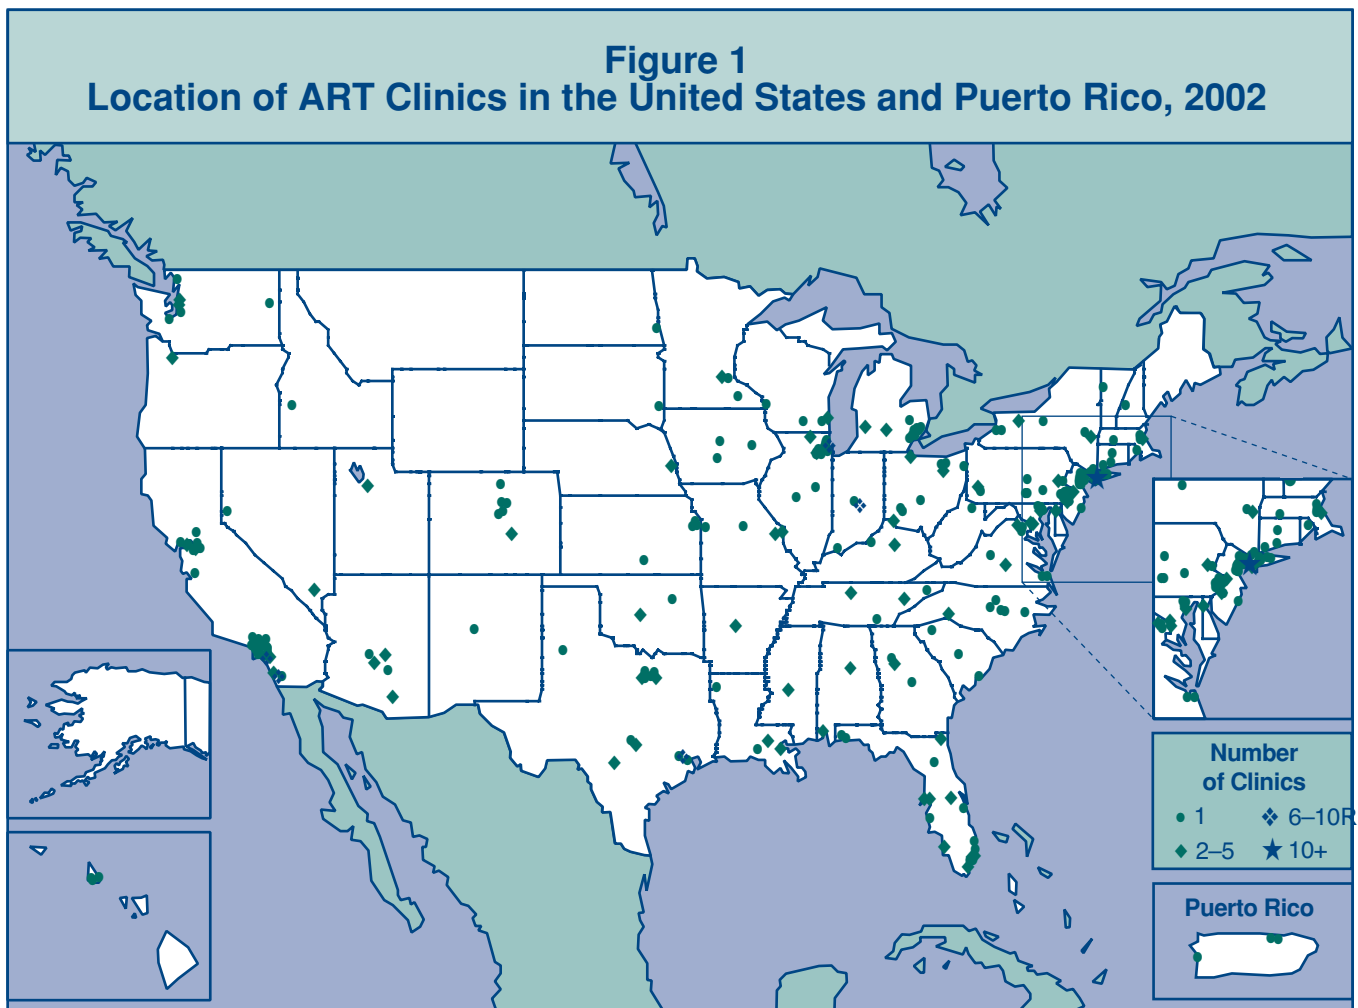 Figure 1
Location of ART Clinics in the United States and Puerto Rico, 2002
Number
of Clinics
1
6–10R
2–5
10+
Puerto Rico